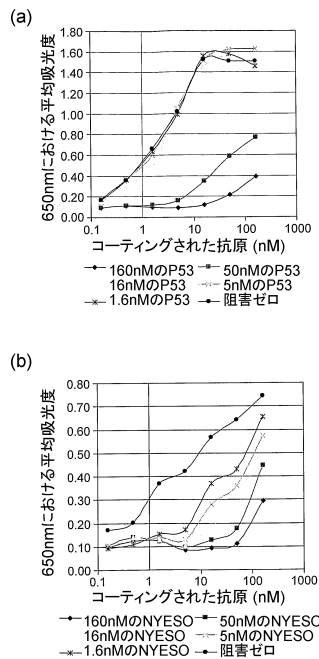 (a)
650nmにおける平均吸光度
1.80
1.60
1.40
1.20
1.00
0.80
0.60
0.40
0.20
0.00
0.1 1 10 100 1000
コーティングされた抗原 (nM)
160nMのP53 50nMのP53
16nMのP53 5nMのP53
1.6nMのP53 阻害ゼロ
(b)
650nmにおける平均吸光度
0.80
0.70
0.60
0.50
0.40
0.30
0.20
0.10
0.00
0.1 1 10 100 1000
コーティングされた抗原 (nM)
160nMのNYESO 50nMのNYESO
16nMのNYESO 5nMのNYESO
1.6nMのNYESO 阻害ゼロ